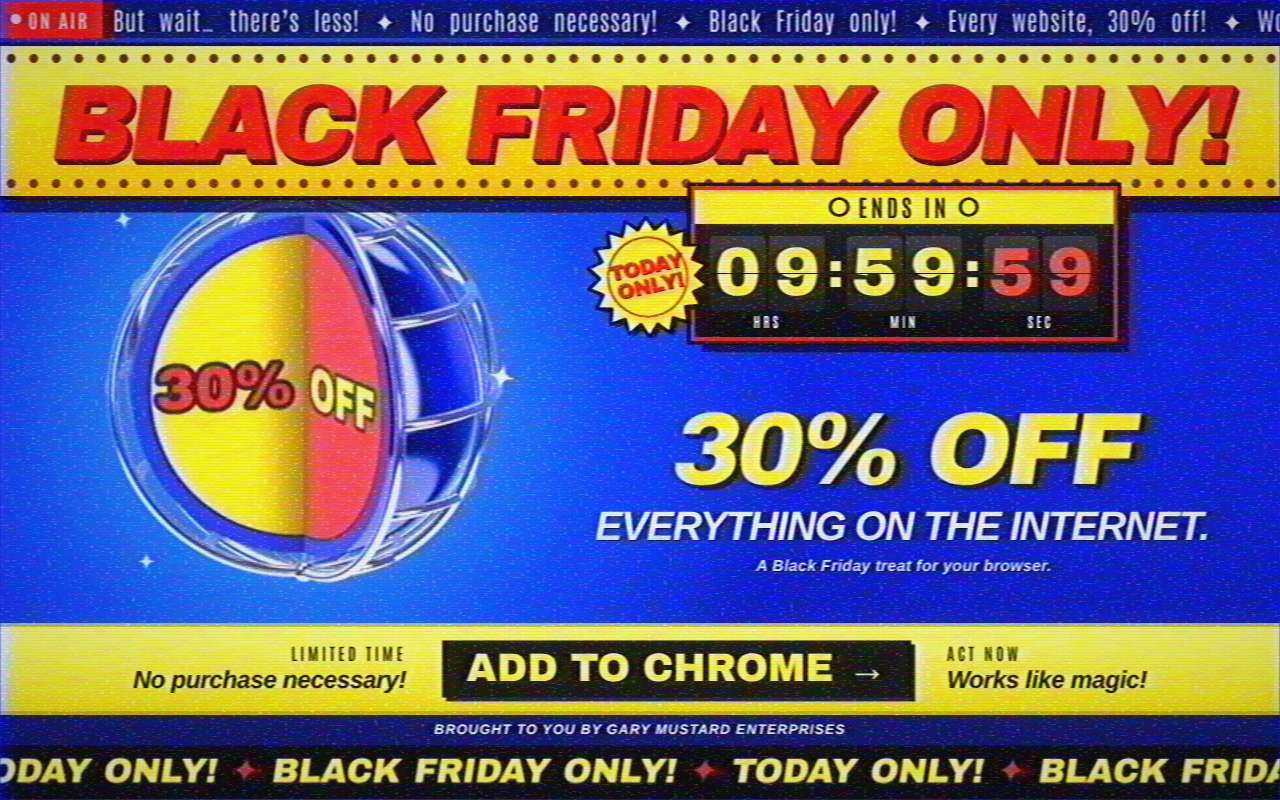 ON AIR But wait… there's less! ✦ No purchase necessary! ✦ Black Friday only! ✦ Every website, 30% off! ✦
BLACK FRIDAY ONLY!
ENDS IN
TODAY
ONLY!
09:59:59
HRS MIN SEC
30% OFF
30% OFF
EVERYTHING ON THE INTERNET.
A Black Friday treat for your browser.
LIMITED TIME
No purchase necessary!
ADD TO CHROME →
ACT NOW
Works like magic!
BROUGHT TO YOU BY GARY MUSTARD ENTERPRISES
ODAY ONLY! ✦ BLACK FRIDAY ONLY! ✦ TODAY ONLY! ✦ BLACK FRIDA